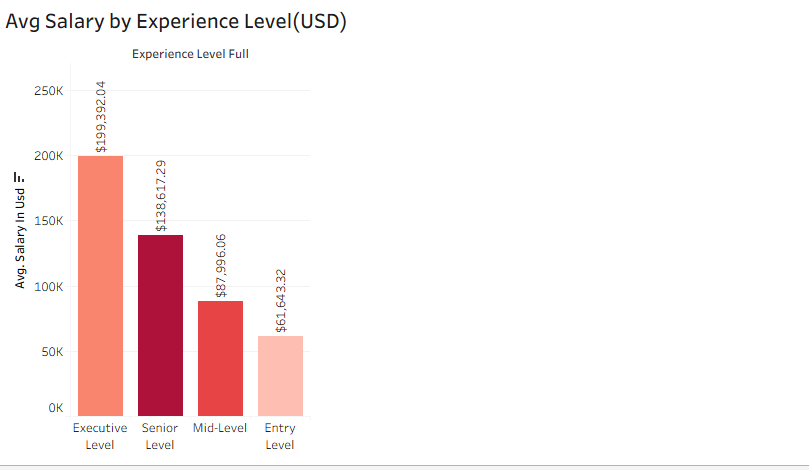 Avg Salary by Experience Level(USD)
Experience Level Full
250K
200K
150K
100K
50K
0K
Avg. Salary In Usd
$199,392.04
$138,617.29
$87,996.06
$61,643.32
Executive Level
Senior Level
Mid-Level
Entry Level